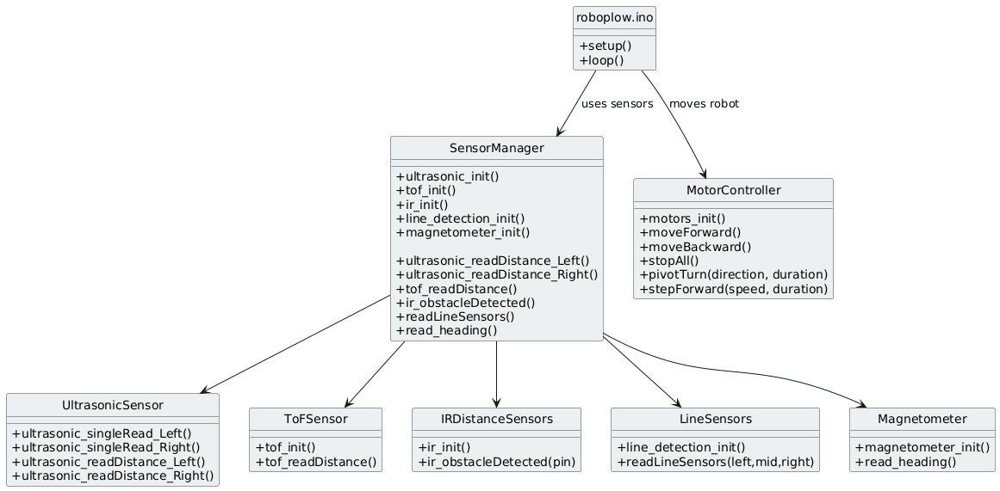 roboplow.ino
+setup()
+loop()
uses sensors
moves robot
SensorManager
+ultrasonic_init()
+tof_init()
+ir_init()
+line_detection_init()
+magnetometer_init()
+ultrasonic_readDistance_Left()
+ultrasonic_readDistance_Right()
+tof_readDistance()
+ir_obstacleDetected()
+readLineSensors()
+read_heading()
MotorController
+motors_init()
+moveForward()
+moveBackward()
+stopAll()
+pivotTurn(direction, duration)
+stepForward(speed, duration)
UltrasonicSensor
+ultrasonic_singleRead_Left()
+ultrasonic_singleRead_Right()
+ultrasonic_readDistance_Left()
+ultrasonic_readDistance_Right()
ToFSensor
+tof_init()
+tof_readDistance()
IRDistanceSensors
+ir_init()
+ir_obstacleDetected(pin)
LineSensors
+line_detection_init()
+readLineSensors(left,mid,right)
Magnetometer
+magnetometer_init()
+read_heading()